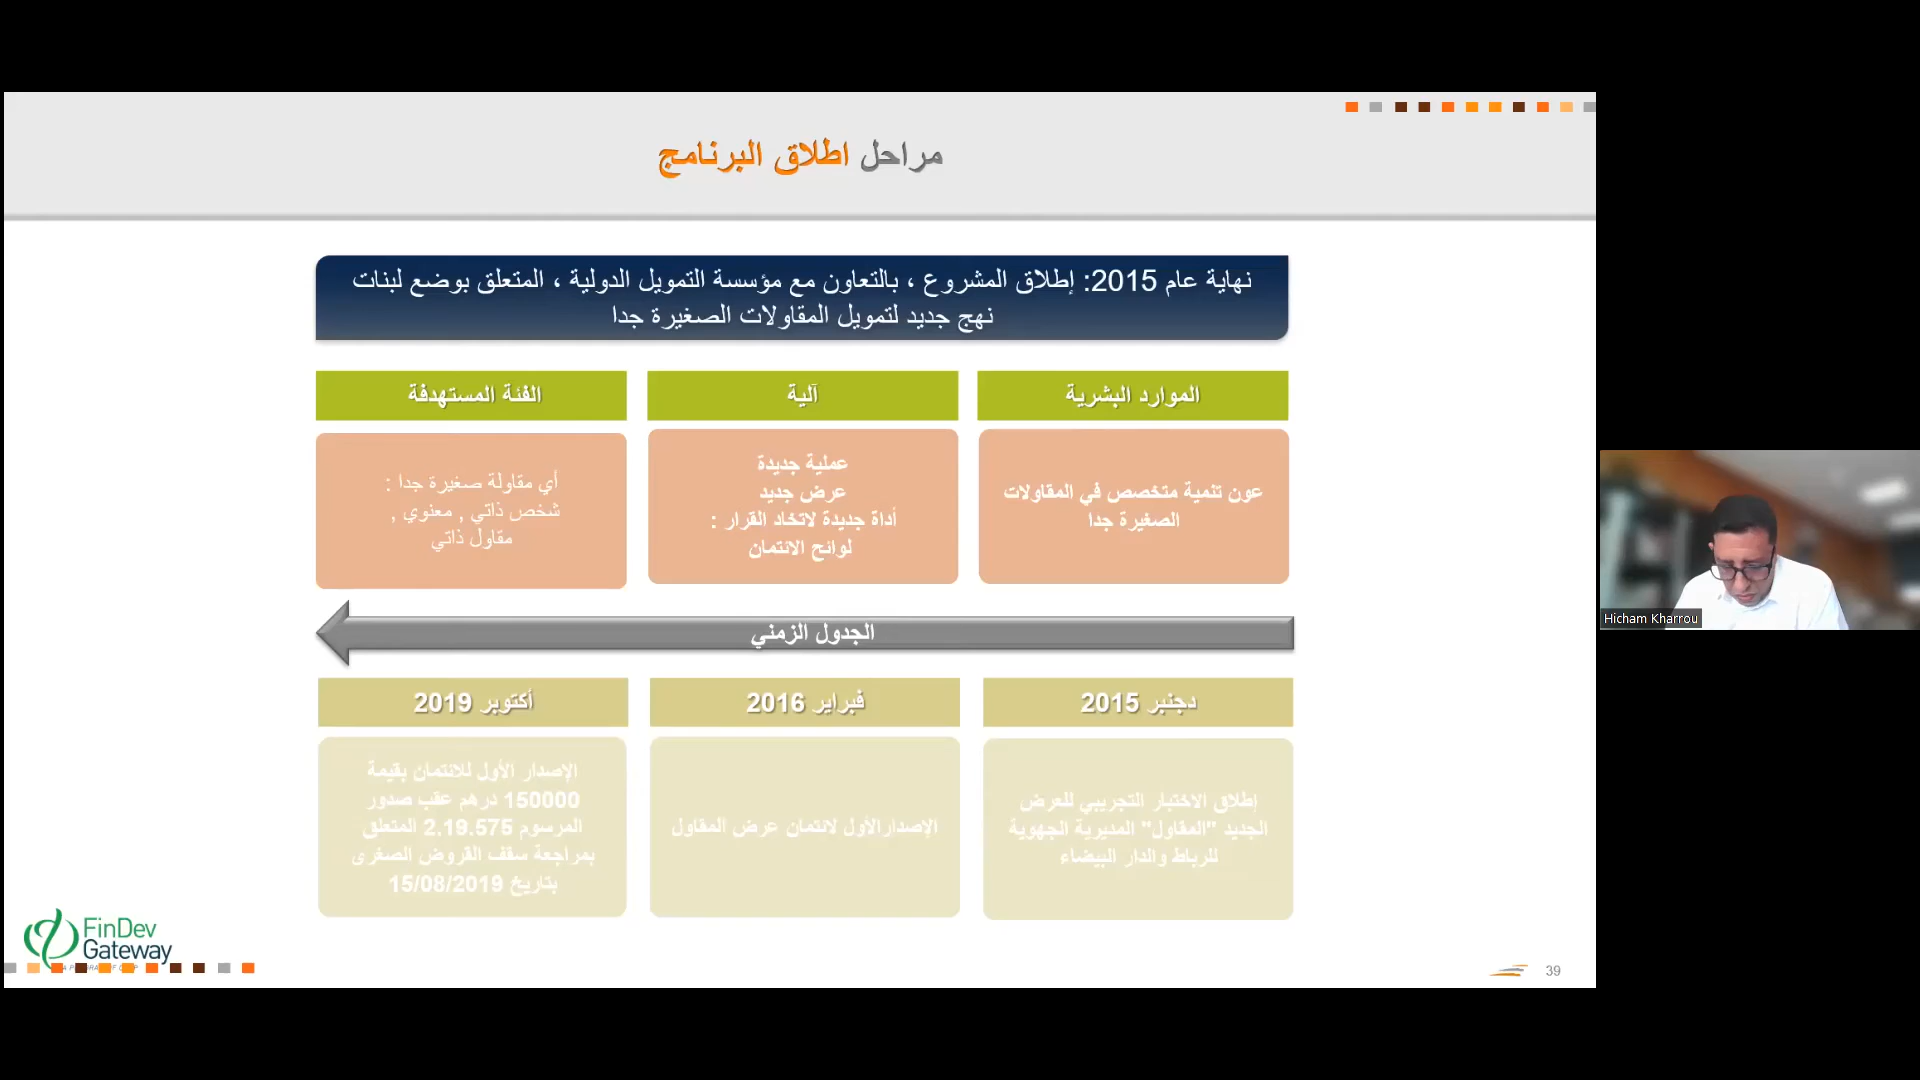 مراحل اطلاق البرنامج
نهاية عام 2015: إطلاق المشروع ، بالتعاون مع مؤسسة التمويل الدولية ، المتعلق بوضع لبنات
نهج جديد لتمويل المقاولات الصغيرة جدا
الموارد البشرية
عون تنمية متخصص في المقاولات
الصغيرة جدا
آلية
عملية جديدة
عرض جديد
أداة جديدة لاتخاد القرار :
لوائح الائتمان
الفئة المستهدفة
أي مقاولة صغيرة جدا :
شخص ذاتي , معنوي ,
مقاول ذاتي
الجدول الزمني
دجنبر 2015
إطلاق الاختبار التجريبي للعرض
الجديد "المقاول" المديرية الجهوية
للرباط والدار البيضاء
فبراير 2016
الإصدارالأول لائتمان عرض المقاول
أكتوبر 2019
الإصدار الأول للائتمان بقيمة
150000 درهم عقب صدور
المرسوم 2.19.575 المتعلق
بمراجعة سقف القروض الصغرى
بتاريخ 15/08/2019
FinDev
Gateway
39
Hicham Kharrou